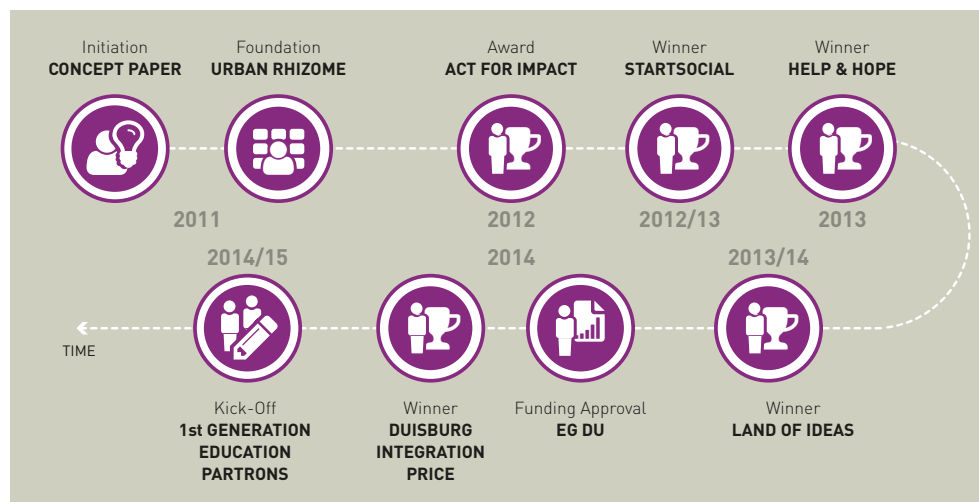 Initiation
CONCEPT PAPER
Foundation
URBAN RHIZOME
Award
ACT FOR IMPACT
Winner
STARTSOCIAL
Winner
HELP & HOPE
2011
2012
2012/13
2013
2014/15
2014
2013/14
TIME
Kick-Off
1st GENERATION
EDUCATION
PARTRONS
Winner
DUISBURG
INTEGRATION
PRICE
Funding Approval
EG DU
Winner
LAND OF IDEAS